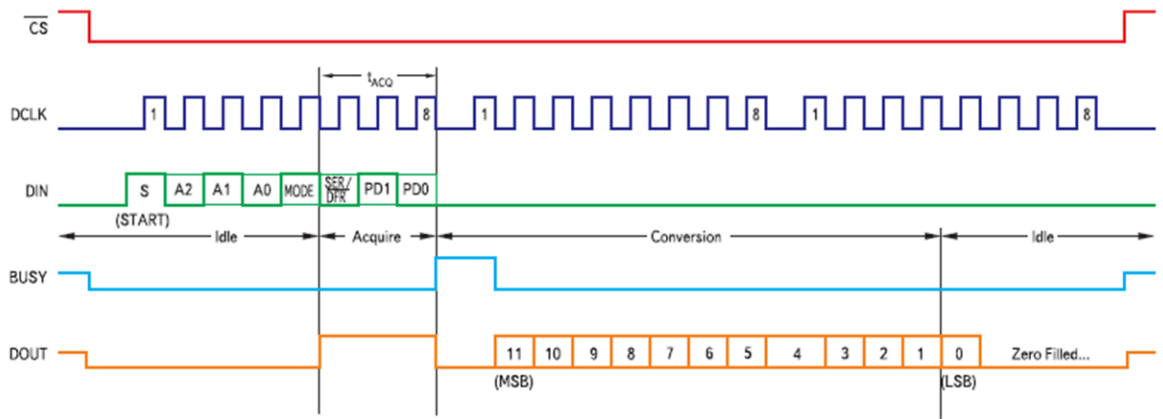 CS
tACQ
DCLK 1 8 1 8 1 8
DIN S A2 A1 A0 MODE SER/DFR PD1 PD0
(START)
Idle Acquire Conversion Idle
BUSY
DOUT 11 10 9 8 7 6 5 4 3 2 1 0 Zero Filled...
(MSB) (LSB)